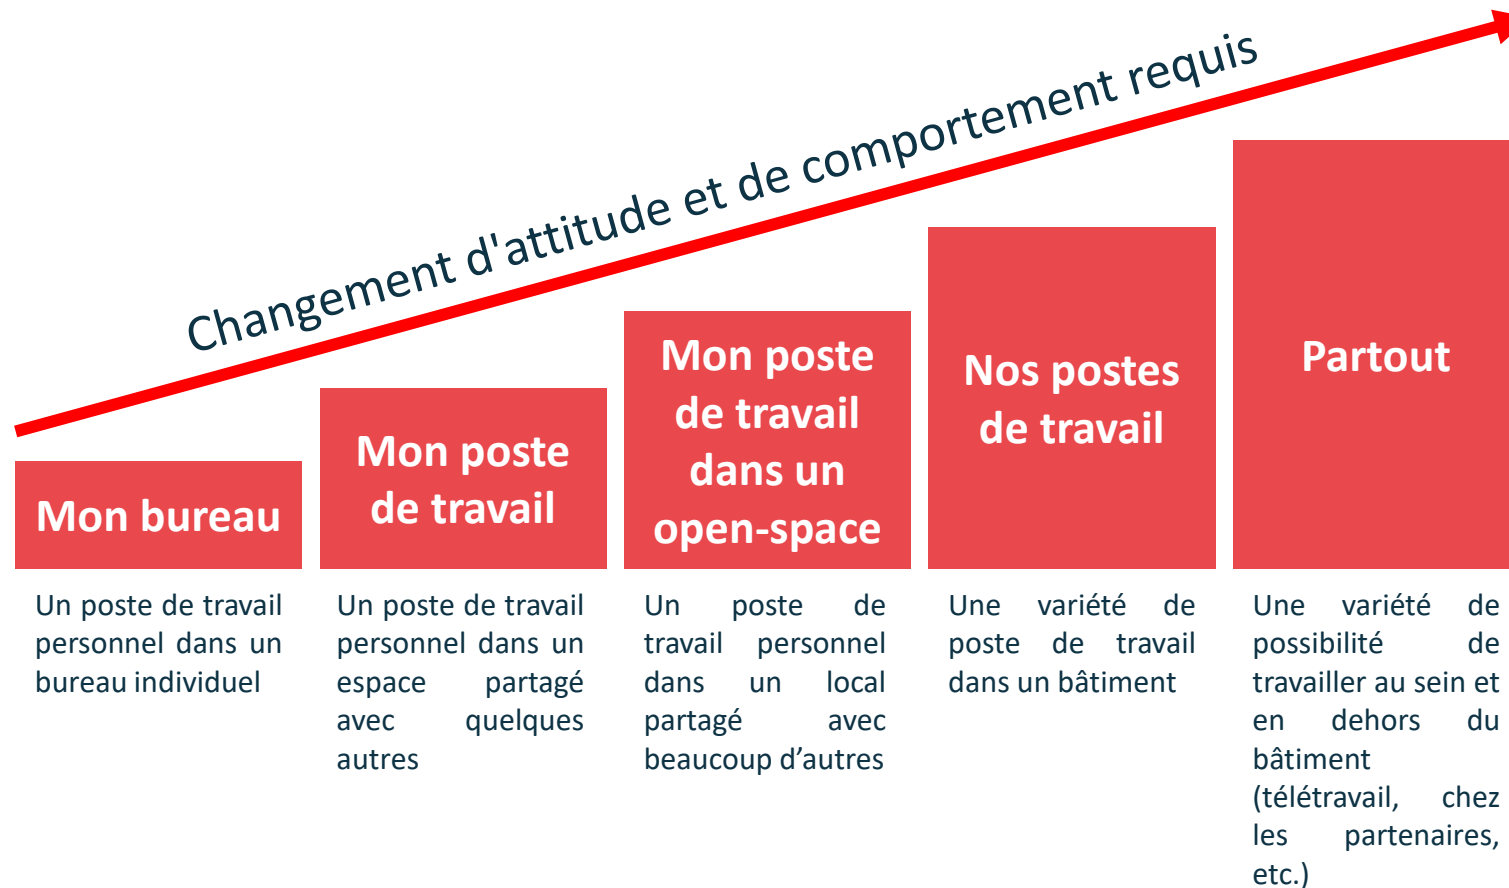 Changement d'attitude et de comportement requis
Mon bureau
Un poste de travail
personnel dans un
bureau individuel
Mon poste
de travail
Un poste de travail
personnel dans un
espace partagé
avec quelques
autres
Mon poste
de travail
dans un
open-space
Un poste de
travail personnel
dans un local
partagé avec
beaucoup d’autres
Nos postes
de travail
Une variété de
poste de travail
dans un bâtiment
Partout
Une variété de
possibilité de
travailler au sein et
en dehors du
bâtiment
(télétravail, chez
les partenaires,
etc.)